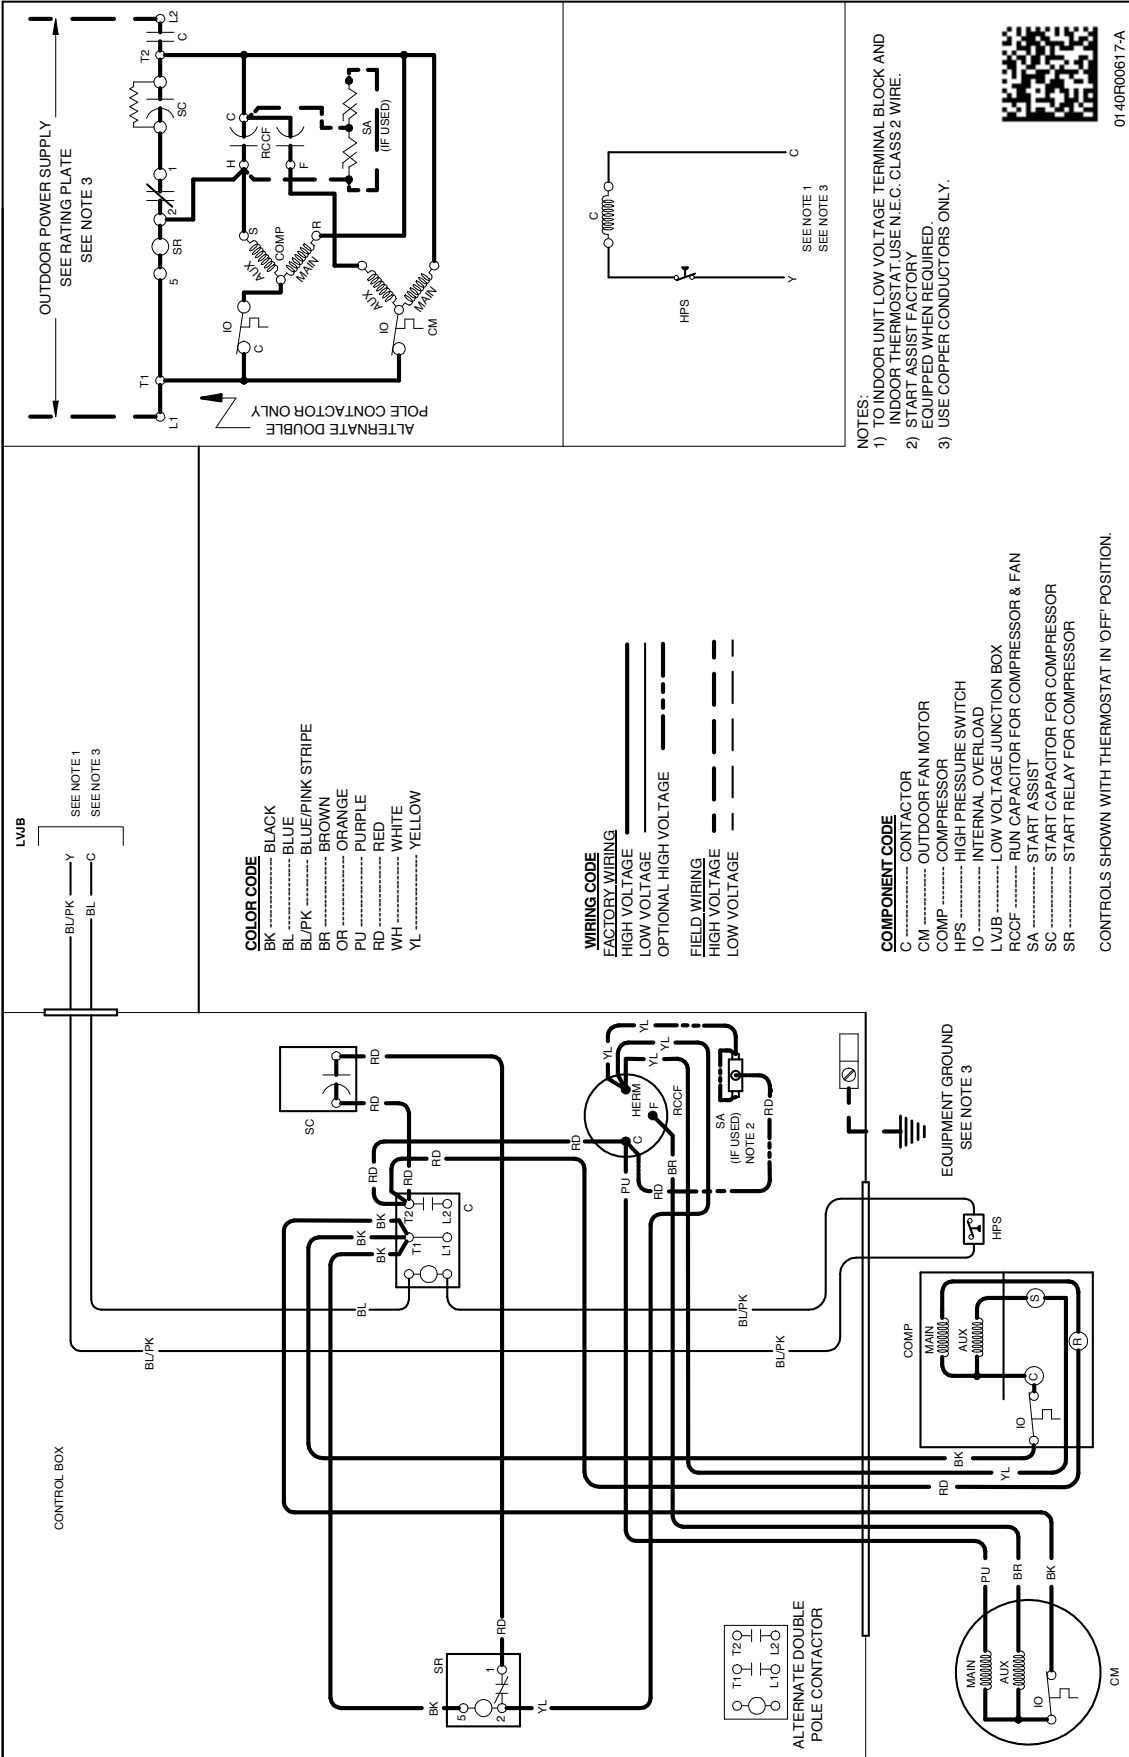 CONTROL BOX
LVJB
Y
C
BL/PK
BL
SEE NOTE 1
SEE NOTE 3
BL/PK
BL
SC
RD
RD
RD
RD
RD
RD
BK
BK
BK
T2
T1
L2
L1
C
SR
5
2
1
BK
RD
YL
BL/PK
BL/PK
PU
RD
BR
C
HERM
F
RCCF
YL
YL
YL
YL
SA
(IF USED)
NOTE 2
RD
ALTERNATE DOUBLE
POLE CONTACTOR
T1
T2
L1
L2
CM
MAIN
AUX
IO
PU
BR
BK
COMP
MAIN
AUX
IO
C
S
R
BK
YL
RD
HPS
EQUIPMENT GROUND
SEE NOTE 3
COLOR CODE
BK ---------- BLACK
BL ---------- BLUE
BL/PK ---------- BLUE/PINK STRIPE
BR ---------- BROWN
OR ---------- ORANGE
PU ---------- PURPLE
RD ---------- RED
WH ---------- WHITE
YL ---------- YELLOW
WIRING CODE
FACTORY WIRING
HIGH VOLTAGE
LOW VOLTAGE
OPTIONAL HIGH VOLTAGE
FIELD WIRING
HIGH VOLTAGE
LOW VOLTAGE
COMPONENT CODE
C ---------- CONTACTOR
CM ---------- OUTDOOR FAN MOTOR
COMP ---------- COMPRESSOR
HPS ---------- HIGH PRESSURE SWITCH
IO ---------- INTERNAL OVERLOAD
LVJB ---------- LOW VOLTAGE JUNCTION BOX
RCCF ---------- RUN CAPACITOR FOR COMPRESSOR & FAN
SA ---------- START ASSIST
SC ---------- START CAPACITOR FOR COMPRESSOR
SR ---------- START RELAY FOR COMPRESSOR
CONTROLS SHOWN WITH THERMOSTAT IN 'OFF' POSITION.
OUTDOOR POWER SUPPLY
SEE RATING PLATE
SEE NOTE 3
L1
T1
5
SR
2
1
SC
T2
C
L2
ALTERNATE DOUBLE
POLE CONTACTOR ONLY
C
IO
AUX
S
COMP
MAIN
R
H
RCCF
C
F
SA
(IF USED)
IO
CM
AUX
MAIN
C
HPS
Y
C
SEE NOTE 1
SEE NOTE 3
NOTES:
1) TO INDOOR UNIT LOW VOLTAGE TERMINAL BLOCK AND
INDOOR THERMOSTAT.USE N.E.C. CLASS 2 WIRE.
2) START ASSIST FACTORY
EQUIPPED WHEN REQUIRED.
3) USE COPPER CONDUCTORS ONLY.
0140R00617-A